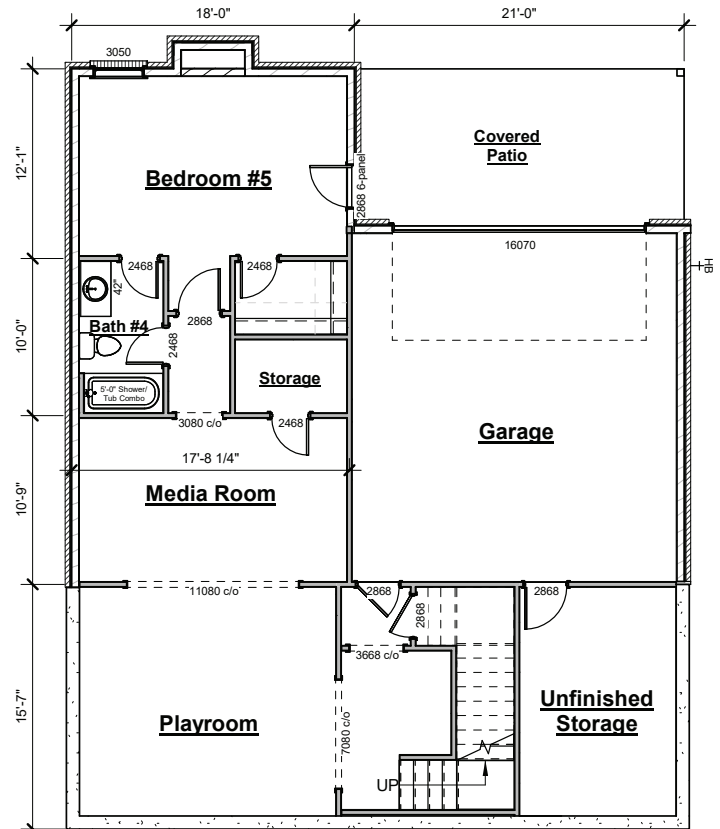 18'-0"
21'-0"
3050
12'-1"
Covered
Patio
Bedroom #5
2868 6-panel
16070
HB
2468
2468
42"
10'-0"
Bath #4
2868
2468
Storage
5'-0" Shower/
Tub Combo
3080 c/o
2468
Garage
17'-8 1/4"
Media Room
10'-9"
11080 c/o
2868
2868
2868
3668 c/o
15'-7"
Playroom
7080 c/o
Unfinished
Storage
UP